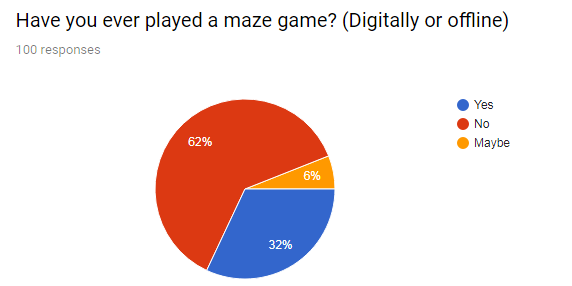 Have you ever played a maze game? (Digitally or offline)
100 responses
Yes
No
Maybe
62%
6%
32%